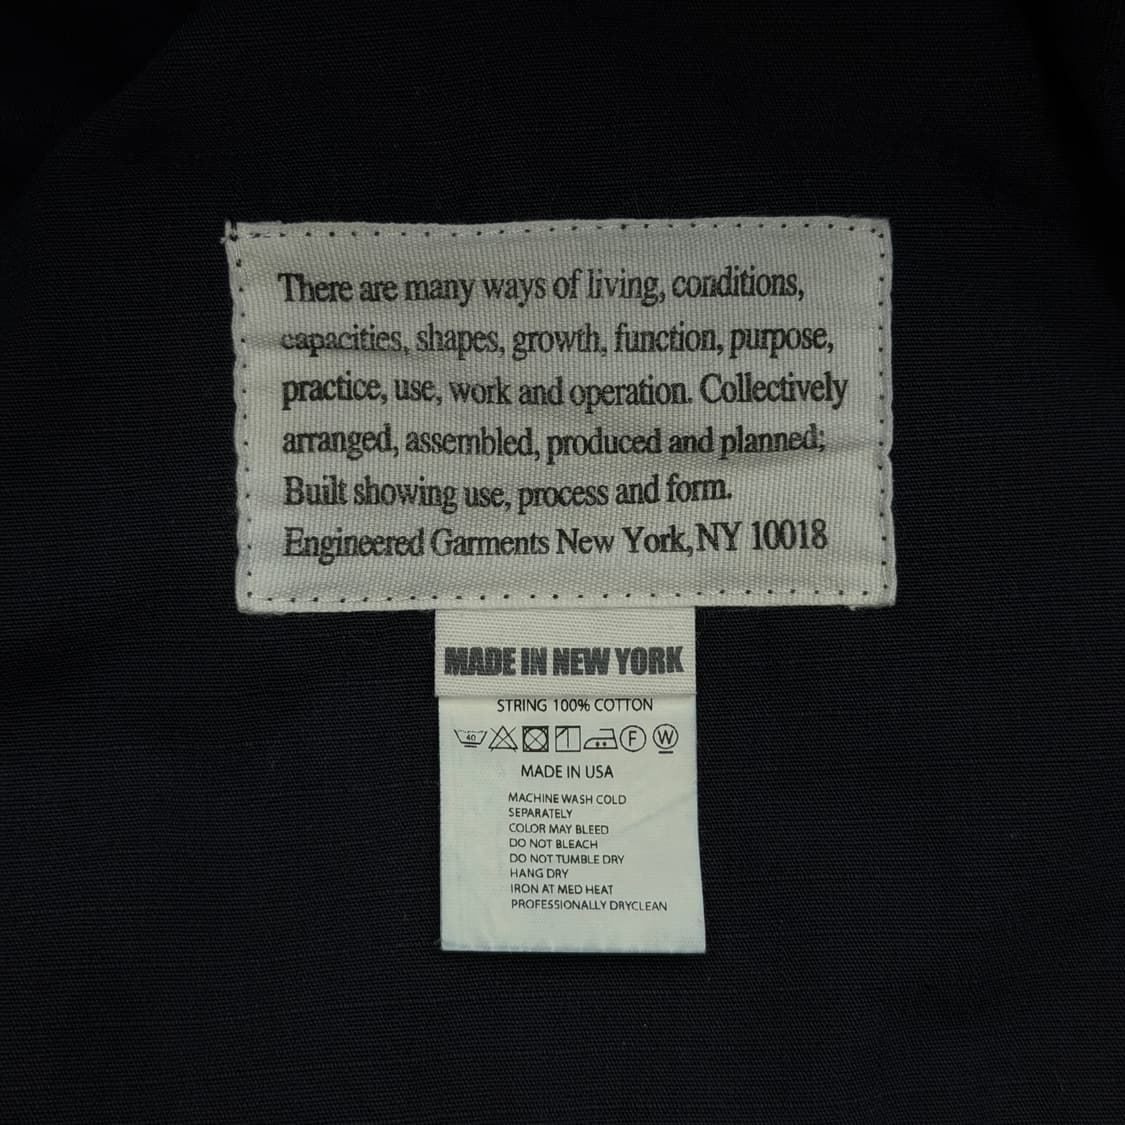 There are many ways of living, conditions,
capacities, shapes, growth, function, purpose,
practice, use, work and operation. Collectively
arranged, assembled, produced and planned;
Built showing use, process and form.
Engineered Garments New York, NY 10018
MADE IN NEW YORK
STRING 100% COTTON
40 F W
MADE IN USA
MACHINE WASH COLD
SEPARATELY
COLOR MAY BLEED
DO NOT BLEACH
DO NOT TUMBLE DRY
HANG DRY
IRON AT MED HEAT
PROFESSIONALLY DRYCLEAN